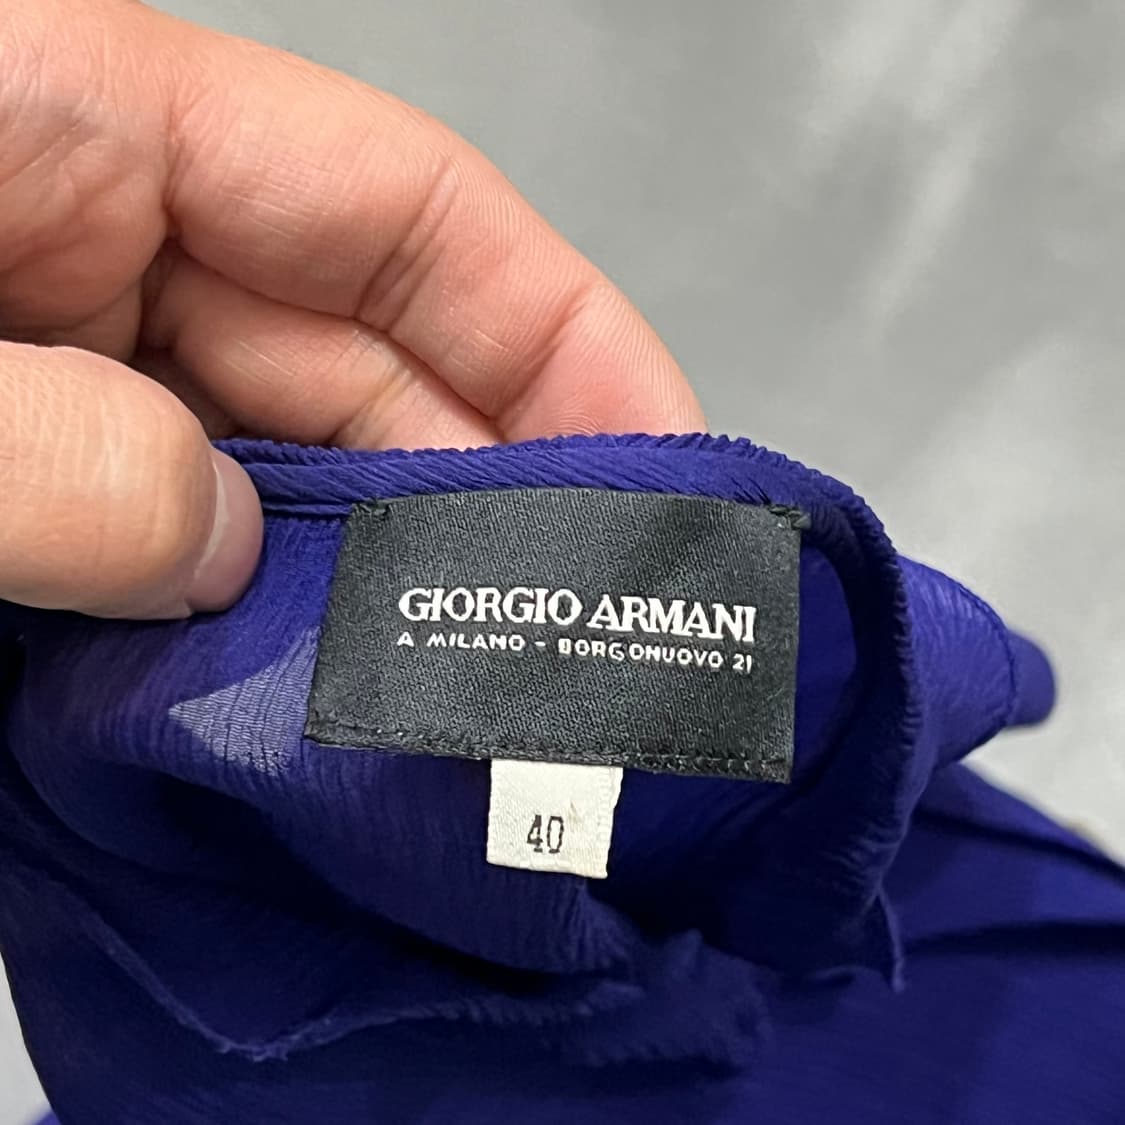 GIORGIO ARMANI
A MILANO - BORGONUOVO 21
40